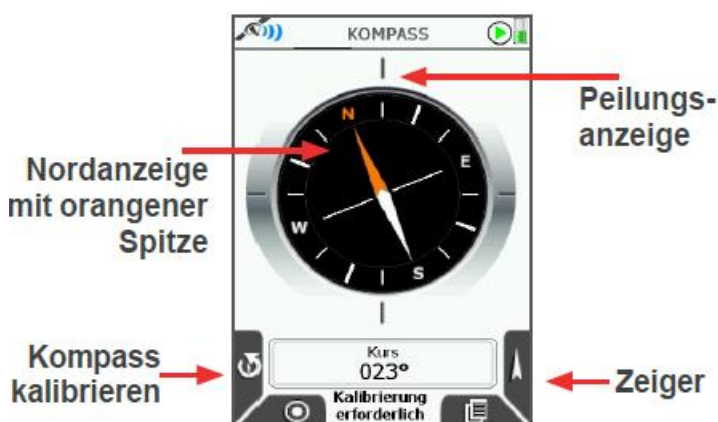 KOMPASS
Peilungs-
anzeige
N
E
Nordanzeige
mit orangener
Spitze
W
S
Kompass
kalibrieren
Kurs
023°
Zeiger
Kalibrierung
erforderlich